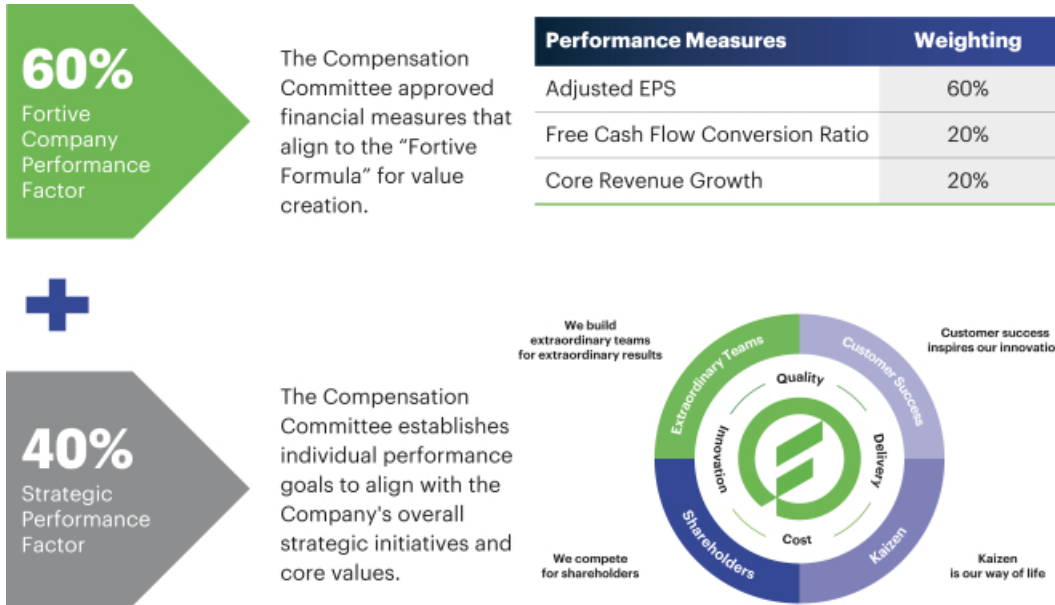 60%
Fortive
Company
Performance
Factor
The Compensation
Committee approved
financial measures that
align to the “Fortive
Formula” for value
creation.
Performance Measures Weighting
Adjusted EPS 60%
Free Cash Flow Conversion Ratio 20%
Core Revenue Growth 20%
+
40%
Strategic
Performance
Factor
The Compensation
Committee establishes
individual performance
goals to align with the
Company's overall
strategic initiatives and
core values.
We build
extraordinary teams
for extraordinary results
Customer success
inspires our innovatio
Extraordinary Teams
Customer Success
Quality
Innovation
Delivery
Cost
Shareholders
Kaizen
We compete
for shareholders
Kaizen
is our way of life